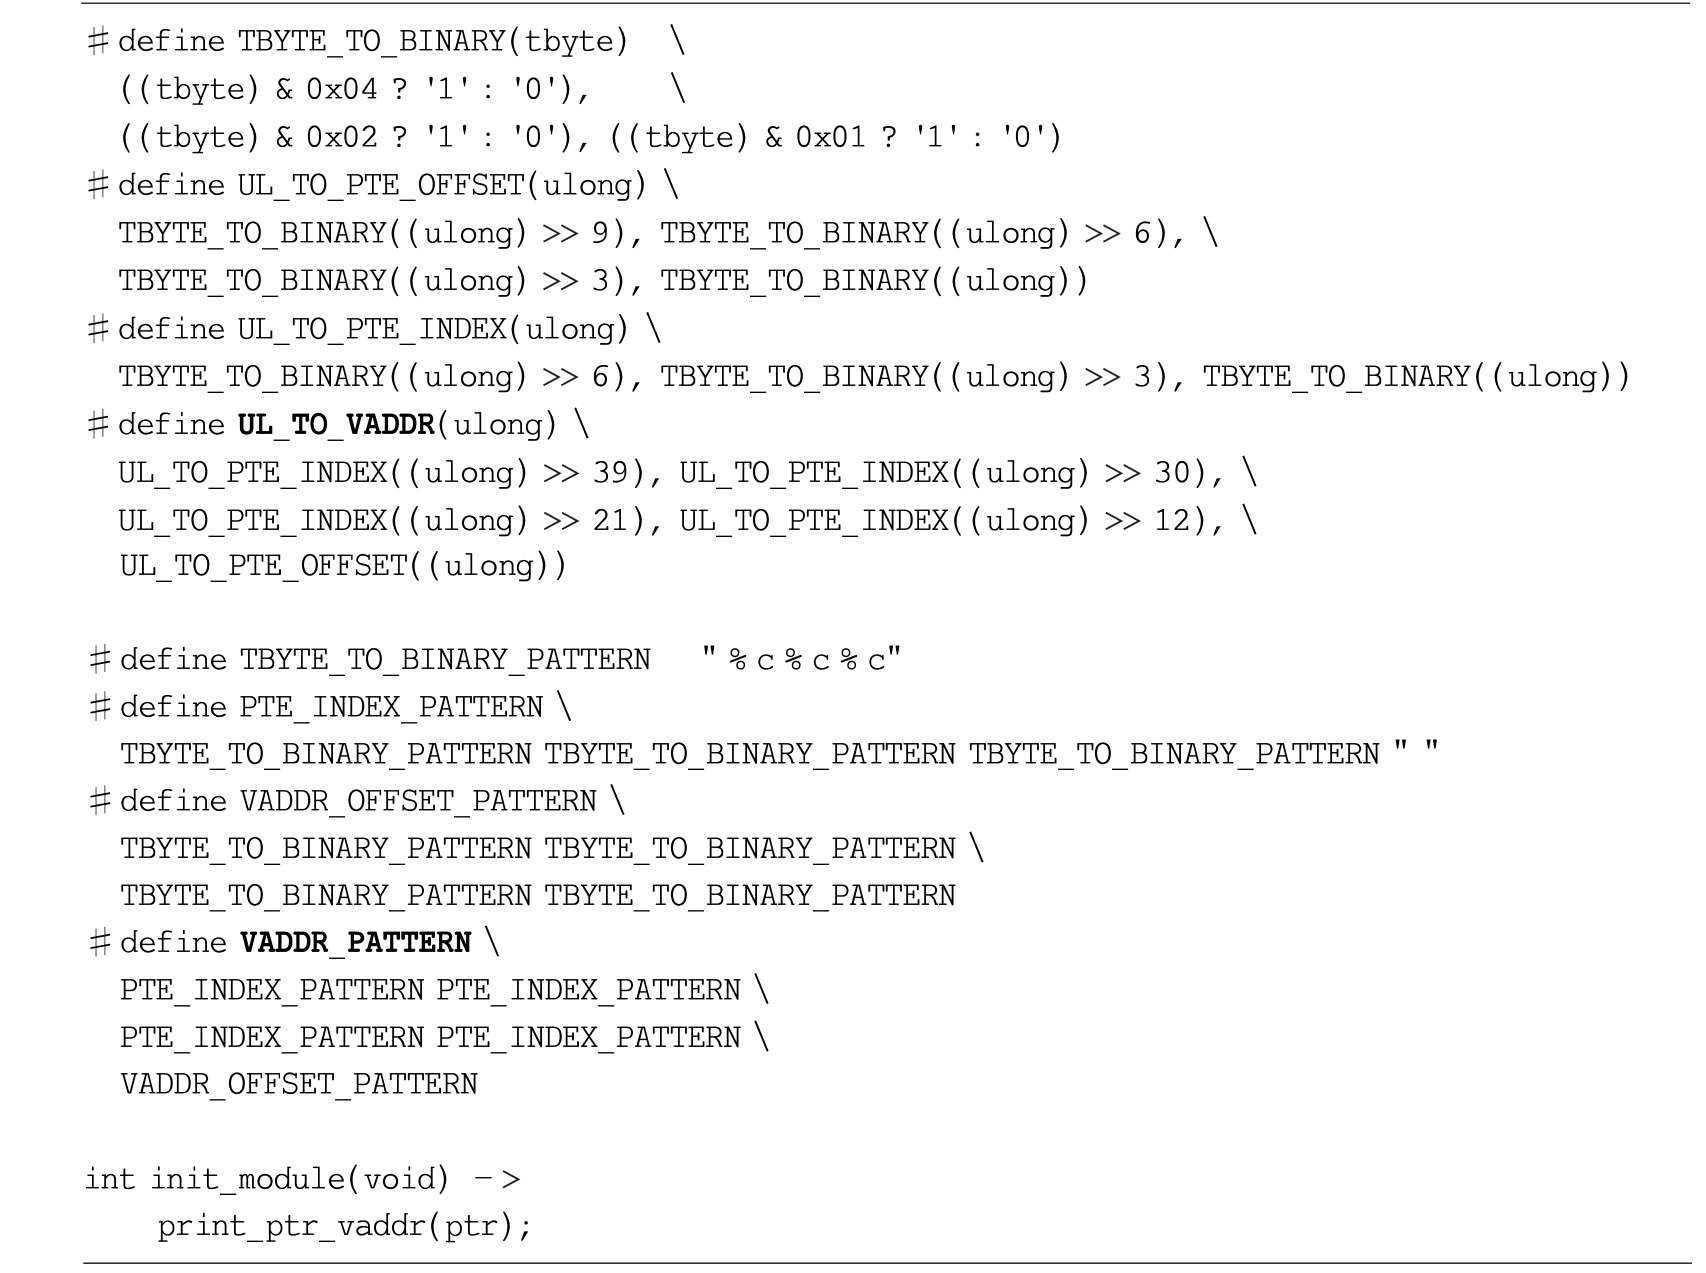 #define TBYTE_TO_BINARY(tbyte) \
((tbyte) & 0x04 ? '1' : '0'), \
((tbyte) & 0x02 ? '1' : '0'), ((tbyte) & 0x01 ? '1' : '0')
#define UL_TO_PTE_OFFSET(ulong) \
TBYTE_TO_BINARY((ulong) >> 9), TBYTE_TO_BINARY((ulong) >> 6), \
TBYTE_TO_BINARY((ulong) >> 3), TBYTE_TO_BINARY((ulong))
#define UL_TO_PTE_INDEX(ulong) \
TBYTE_TO_BINARY((ulong) >> 6), TBYTE_TO_BINARY((ulong) >> 3), TBYTE_TO_BINARY((ulong))
#define UL_TO_VADDR(ulong) \
UL_TO_PTE_INDEX((ulong) >> 39), UL_TO_PTE_INDEX((ulong) >> 30), \
UL_TO_PTE_INDEX((ulong) >> 21), UL_TO_PTE_INDEX((ulong) >> 12), \
UL_TO_PTE_OFFSET((ulong))
#define TBYTE_TO_BINARY_PATTERN " % c % c % c"
#define PTE_INDEX_PATTERN \
TBYTE_TO_BINARY_PATTERN TBYTE_TO_BINARY_PATTERN TBYTE_TO_BINARY_PATTERN " "
#define VADDR_OFFSET_PATTERN \
TBYTE_TO_BINARY_PATTERN TBYTE_TO_BINARY_PATTERN \
TBYTE_TO_BINARY_PATTERN TBYTE_TO_BINARY_PATTERN
#define VADDR_PATTERN \
PTE_INDEX_PATTERN PTE_INDEX_PATTERN \
PTE_INDEX_PATTERN PTE_INDEX_PATTERN \
VADDR_OFFSET_PATTERN
int init_module(void) ->
print_ptr_vaddr(ptr);